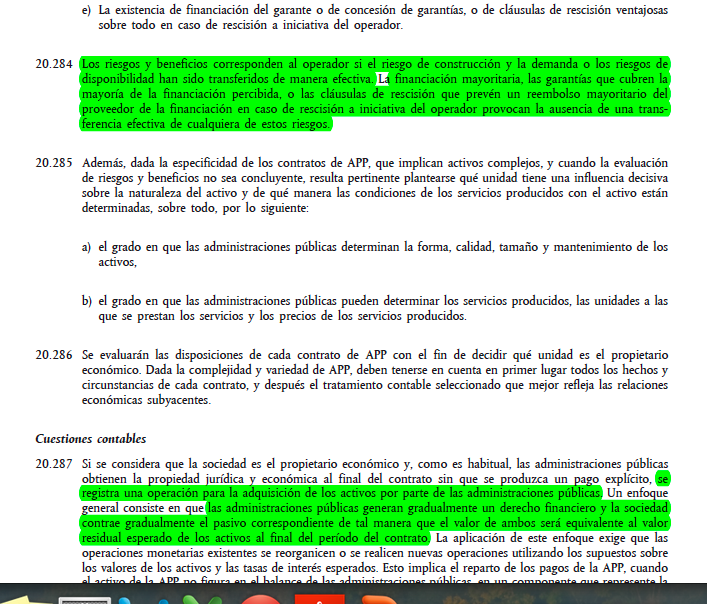 e) La existencia de financiación del garante o de concesión de garantías, o de cláusulas de rescisión ventajosas
sobre todo en caso de rescisión a iniciativa del operador.
20.284 Los riesgos y beneficios corresponden al operador si el riesgo de construcción y la demanda o los riesgos de
disponibilidad han sido transferidos de manera efectiva. La financiación mayoritaria, las garantías que cubren la
mayoría de la financiación percibida, o las cláusulas de rescisión que prevén un reembolso mayoritario del
proveedor de la financiación en caso de rescisión a iniciativa del operador provocan la ausencia de una trans-
ferencia efectiva de cualquiera de estos riesgos.
20.285 Además, dada la especificidad de los contratos de APP, que implican activos complejos, y cuando la evaluación
de riesgos y beneficios no sea concluyente, resulta pertinente plantearse qué unidad tiene una influencia decisiva
sobre la naturaleza del activo y de qué manera las condiciones de los servicios producidos con el activo están
determinadas, sobre todo, por lo siguiente:
a) el grado en que las administraciones públicas determinan la forma, calidad, tamaño y mantenimiento de los
activos,
b) el grado en que las administraciones públicas pueden determinar los servicios producidos, las unidades a las
que se prestan los servicios y los precios de los servicios producidos.
20.286 Se evaluarán las disposiciones de cada contrato de APP con el fin de decidir qué unidad es el propietario
económico. Dada la complejidad y variedad de APP, deben tenerse en cuenta en primer lugar todos los hechos y
circunstancias de cada contrato, y después el tratamiento contable seleccionado que mejor refleja las relaciones
económicas subyacentes.
Cuestiones contables
20.287 Si se considera que la sociedad es el propietario económico y, como es habitual, las administraciones públicas
obtienen la propiedad jurídica y económica al final del contrato sin que se produzca un pago explícito, se
registra una operación para la adquisición de los activos por parte de las administraciones públicas. Un enfoque
general consiste en que las administraciones públicas generan gradualmente un derecho financiero y la sociedad
contrae gradualmente el pasivo correspondiente de tal manera que el valor de ambos será equivalente al valor
residual esperado de los activos al final del período del contrato. La aplicación de este enfoque exige que las
operaciones monetarias existentes se reorganicen o se realicen nuevas operaciones utilizando los supuestos sobre
los valores de los activos y las tasas de interés esperados. Esto implica el reparto de los pagos de la APP, cuando
el activo de la APP no figura en el balance de las administraciones públicas, en un componente que represente la